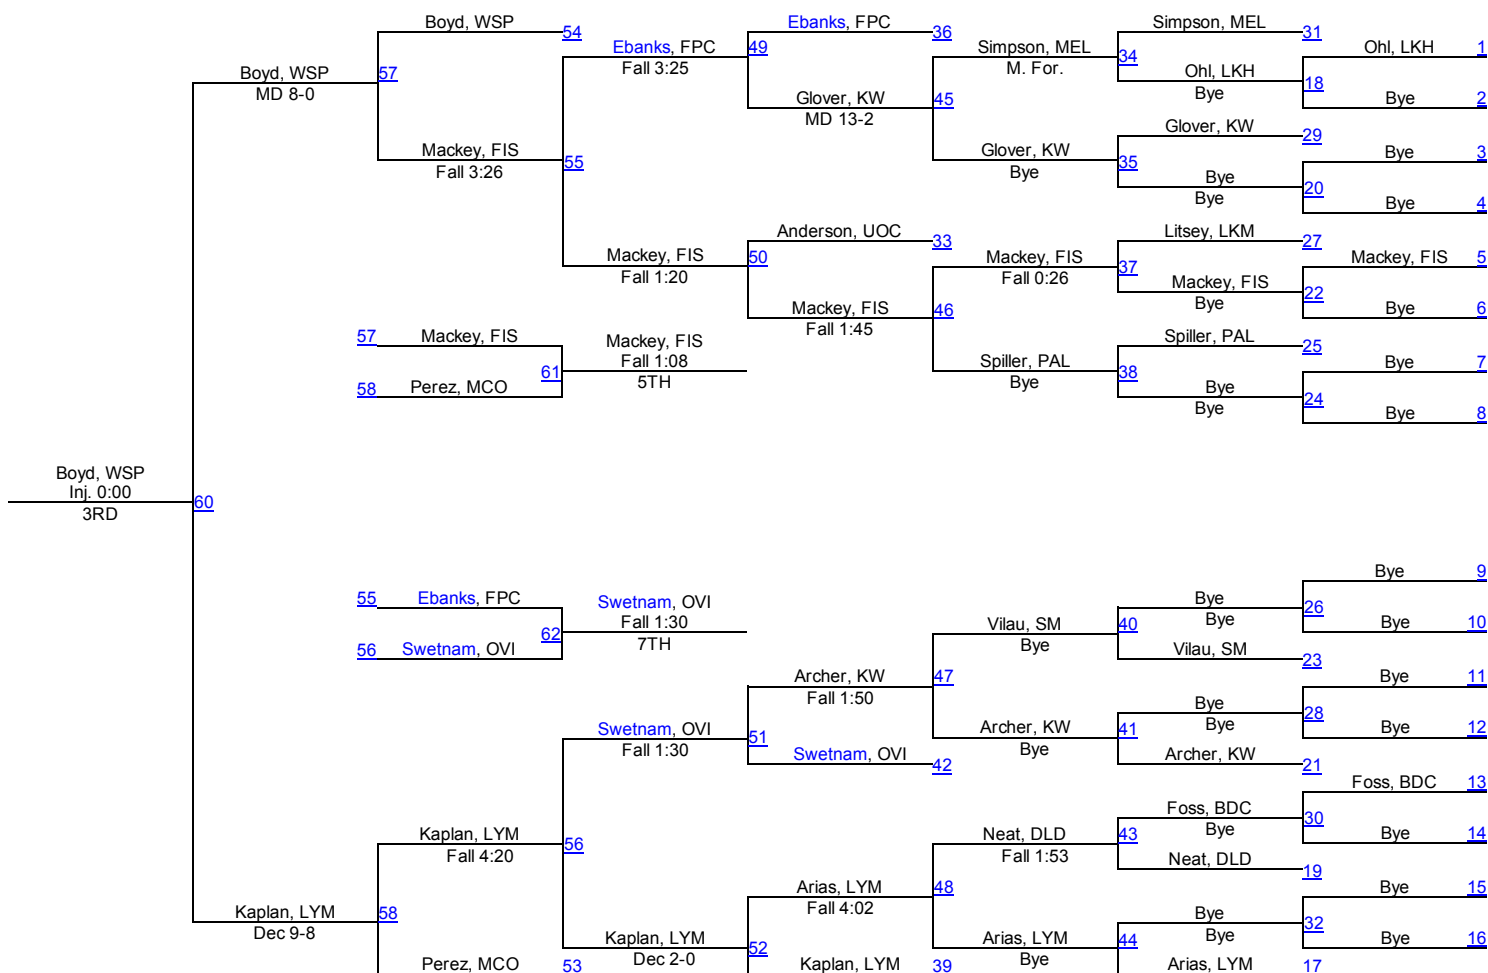 Boyd, WSP 54
Ebanks, FPC 36
Simpson, MEL 31
Ebanks, FPC 49
Fall 3:25
Simpson, MEL 34
M. For.
Ohl, LKH 1
Boyd, WSP 57
MD 8-0
Ohl, LKH 18
Bye
Bye 2
Glover, KW 45
MD 13-2
Glover, KW 29
Mackey, FIS 55
Fall 3:26
Glover, KW 35
Bye
Bye 3
Bye 20
Bye
Bye 4
Anderson, UOC 33
Litsey, LKM 27
Mackey, FIS 50
Fall 1:20
Mackey, FIS 37
Fall 0:26
Mackey, FIS 5
Mackey, FIS 22
Bye
Bye 6
Mackey, FIS 46
Fall 1:45
57 Mackey, FIS
Mackey, FIS
Fall 1:08
61
5TH
58 Perez, MCO
Spiller, PAL 25
Spiller, PAL 38
Bye
Bye 7
Bye 24
Bye
Bye 8
Boyd, WSP
Inj. 0:00
60
3RD
Bye 9
55 Ebanks, FPC
Swetnam, OVI
Fall 1:30
62
7TH
56 Swetnam, OVI
Bye 26
Bye
Vilau, SM 40
Bye
Bye 10
Vilau, SM 23
Archer, KW 47
Fall 1:50
Bye 11
Bye 28
Bye
Swetnam, OVI 51
Fall 1:30
Archer, KW 41
Bye
Bye 12
Swetnam, OVI 42
Archer, KW 21
Foss, BDC 13
Foss, BDC 30
Bye
Kaplan, LYM 56
Fall 4:20
Neat, DLD 43
Fall 1:53
Bye 14
Neat, DLD 19
Arias, LYM 48
Fall 4:02
Bye 15
Kaplan, LYM 58
Dec 9-8
Bye 32
Bye
Kaplan, LYM 52
Dec 2-0
Arias, LYM 44
Bye
Bye 16
Perez, MCO 53
Kaplan, LYM 39
Arias, LYM 17